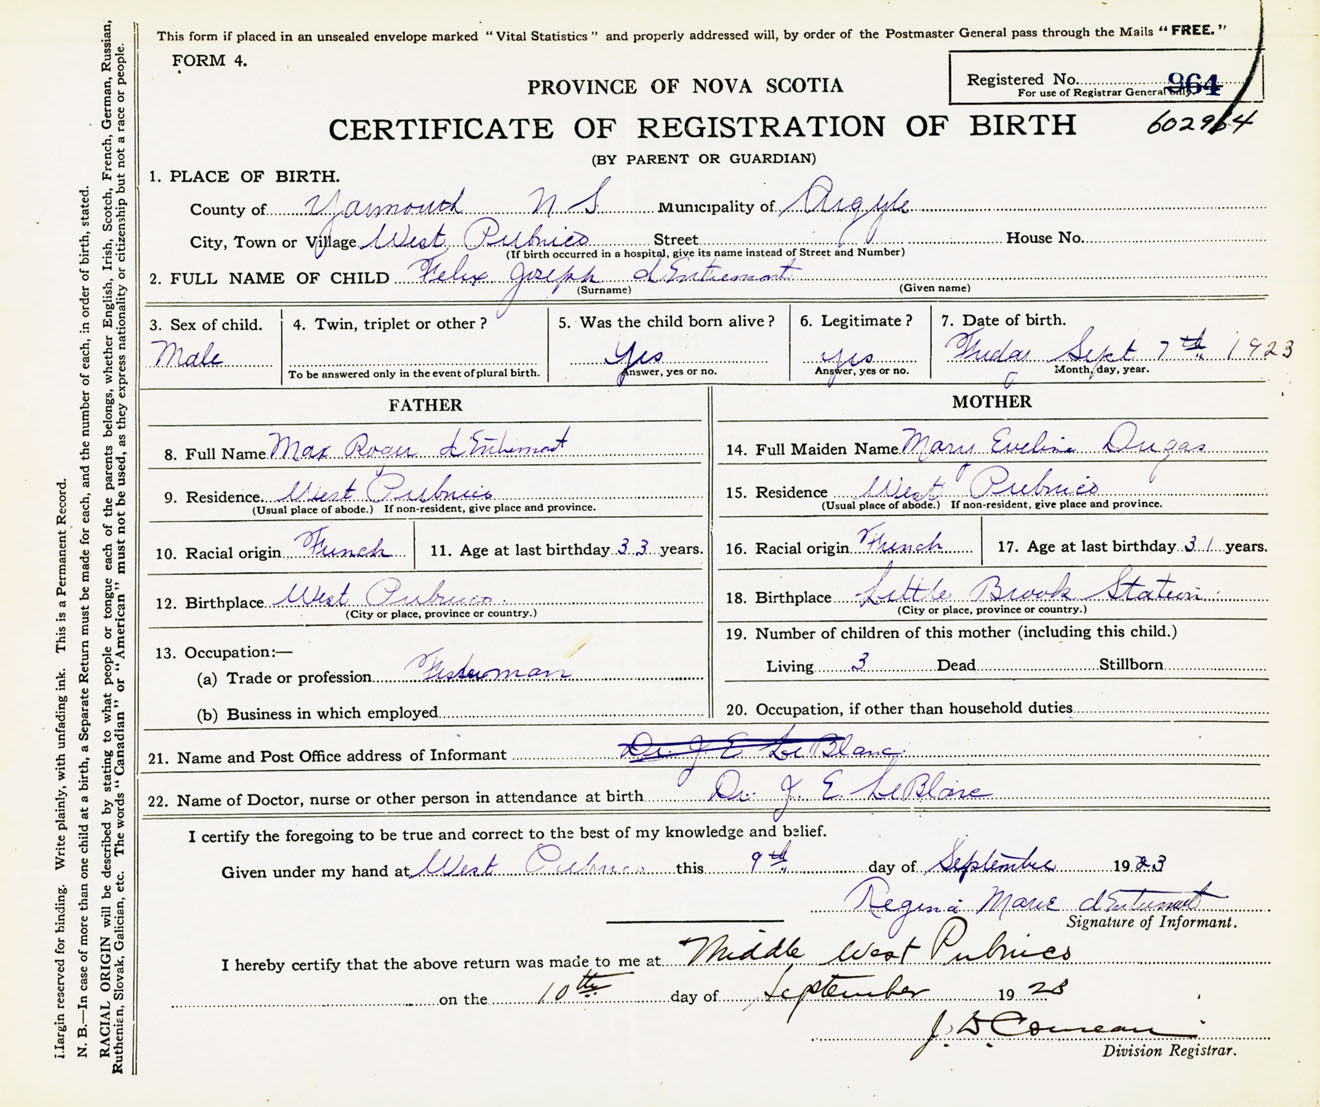 This form if placed in an unsealed envelope marked "Vital Statistics" and properly addressed will, by order of the Postmaster General pass through the Mails "FREE."
FORM 4.
Registered No. 964
For use of Registrar General only.
602964
PROVINCE OF NOVA SCOTIA
CERTIFICATE OF REGISTRATION OF BIRTH
(BY PARENT OR GUARDIAN)
1. PLACE OF BIRTH.
County of Yarmouth N S Municipality of Argyle
City, Town or Village West Pubnico Street House No.
(If birth occurred in a hospital, give its name instead of Street and Number)
2. FULL NAME OF CHILD Felix Joseph d'Entremont
(Surname) (Given name)
3. Sex of child. 4. Twin, triplet or other? 5. Was the child born alive? 6. Legitimate? 7. Date of birth.
Male Yes yes Friday Sept 7th 1923
To be answered only in the event of plural birth. Answer, yes or no. Answer, yes or no. Month, day, year.
FATHER
8. Full Name Max Roger d'Entremont
9. Residence. West Pubnico
(Usual place of abode.) If non-resident, give place and province.
10. Racial origin French 11. Age at last birthday 33 years.
12. Birthplace West Pubnico.
(City or place, province or country.)
13. Occupation:—
(a) Trade or profession Fisherman
(b) Business in which employed
MOTHER
14. Full Maiden Name Mary Eveline Dugas
15. Residence West Pubnico
(Usual place of abode.) If non-resident, give place and province.
16. Racial origin French 17. Age at last birthday 31 years.
18. Birthplace Little Brook Station
(City or place, province or country.)
19. Number of children of this mother (including this child.)
Living 3 Dead Stillborn
20. Occupation, if other than household duties
21. Name and Post Office address of Informant Dr. J E LeBlanc.
22. Name of Doctor, nurse or other person in attendance at birth Dr. J E LeBlanc
I certify the foregoing to be true and correct to the best of my knowledge and belief.
Given under my hand at West Pubnico this 9th day of September 1923
Regina Marie d'Entremont
Signature of Informant.
I hereby certify that the above return was made to me at Middle West Pubnico
on the 10th day of September 1923
J. D. Comeau
Division Registrar.
Margin reserved for binding. Write plainly, with unfading ink. This is a Permanent Record.
N. B.—In case of more than one child at a birth, a Separate Return must be made for each, and the number of each, in order of birth, stated.
RACIAL ORIGIN will be described by stating to what people or tongue each of the parents belongs, whether English, Irish, Scotch, French, German, Russian,
Ruthenian, Slovak, Galician, etc. The words "Canadian" or "American" must not be used, as they express nationality or citizenship but not a race or people.